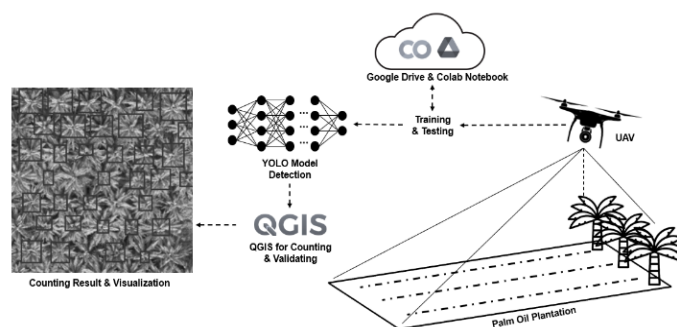 CO
Google Drive & Colab Notebook
Training
& Testing
UAV
YOLO Model
Detection
QGIS
QGIS for Counting
& Validating
Counting Result & Visualization
Palm Oil Plantation